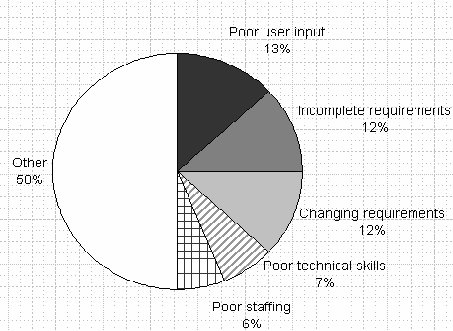 Poor user input
13%
Incomplete requirements
12%
Other
50%
Changing requirements
12%
Poor technical skills
7%
Poor staffing
6%